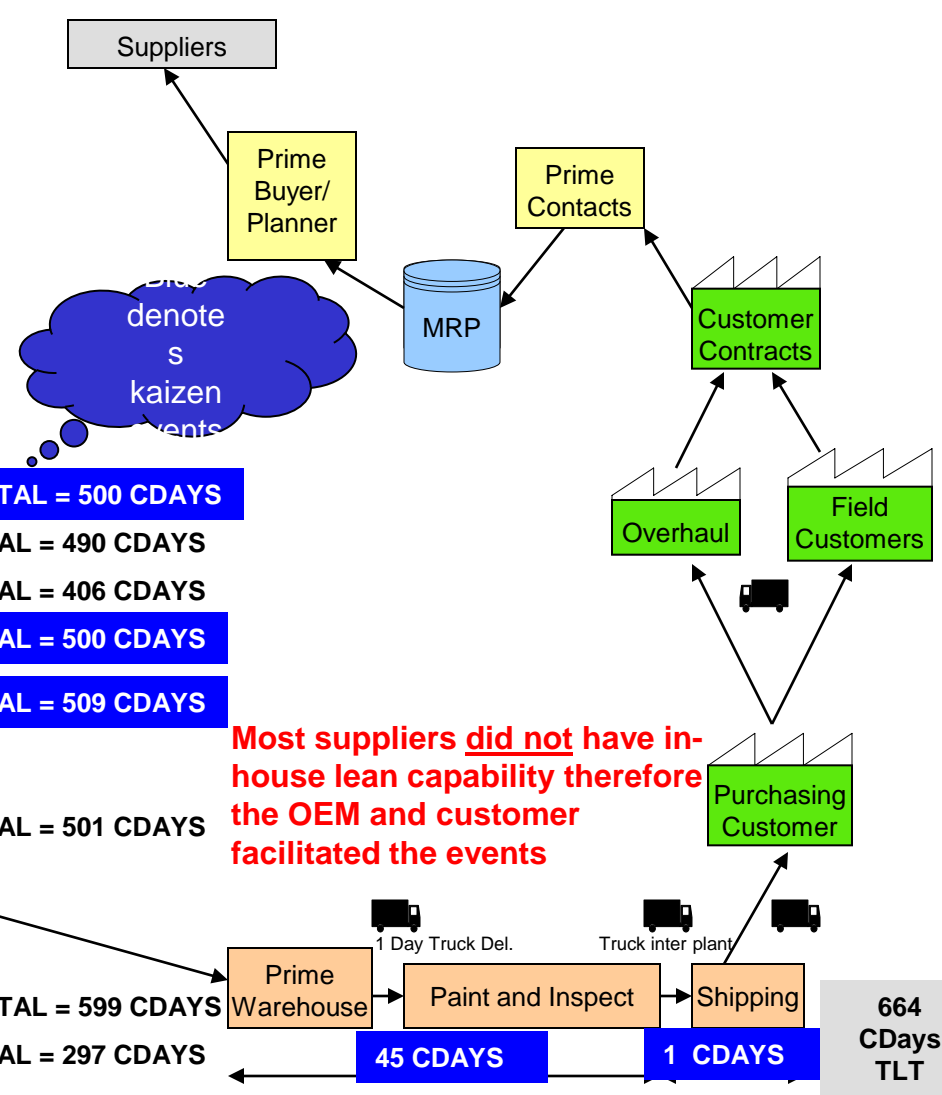 Suppliers
Prime
Buyer/
Planner
Prime
Contacts
MRP
Customer
Contracts
Blue
denote
s
kaizen
events
Overhaul
Field
Customers
TAL = 500 CDAYS
AL = 490 CDAYS
AL = 406 CDAYS
AL = 500 CDAYS
AL = 509 CDAYS
Most suppliers did not have in-
house lean capability therefore
the OEM and customer
facilitated the events
Purchasing
Customer
AL = 501 CDAYS
1 Day Truck Del.
Truck inter plant
Prime
Warehouse
Paint and Inspect
Shipping
TAL = 599 CDAYS
AL = 297 CDAYS
45 CDAYS
1 CDAYS
664
CDays
TLT